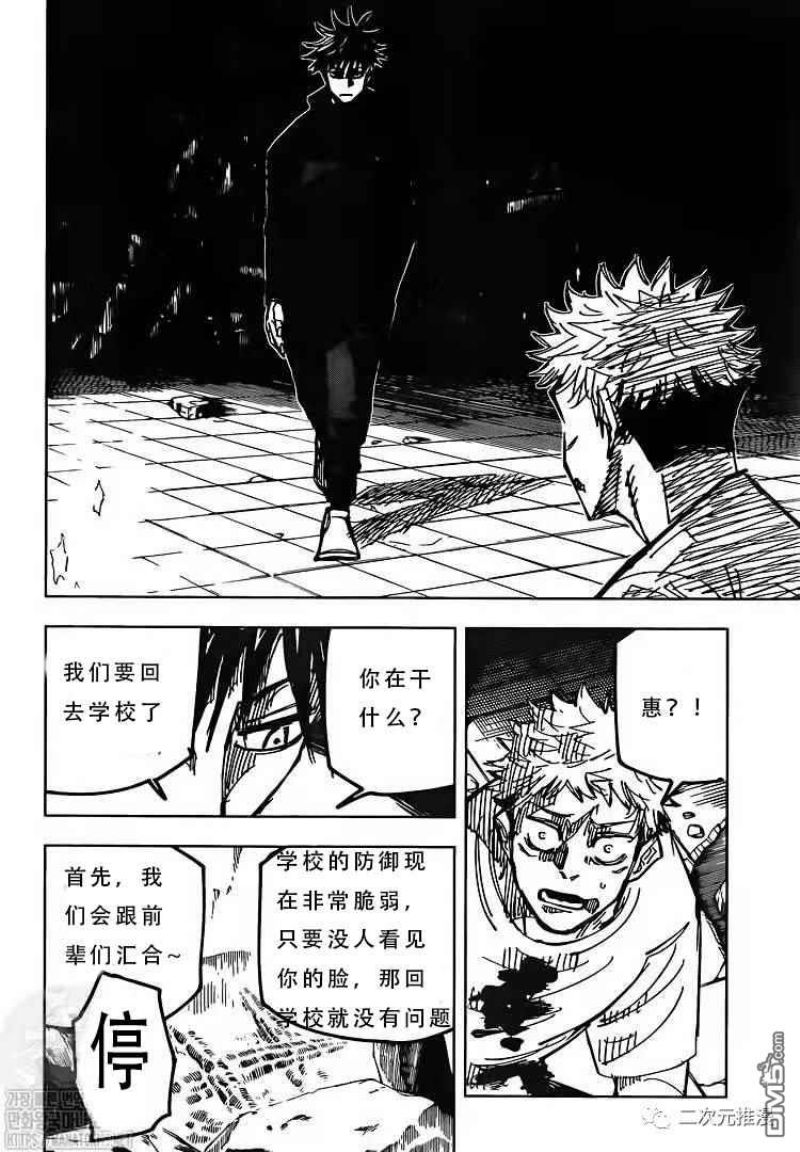 惠？！
你在干
什么？
我们要回
去学校了
学校的防御现
在非常脆弱，
只要没人看见
你的脸，那回
学校就没有问题
首先，我
们会跟前
辈们汇合~
停
二次元推漫
DM5